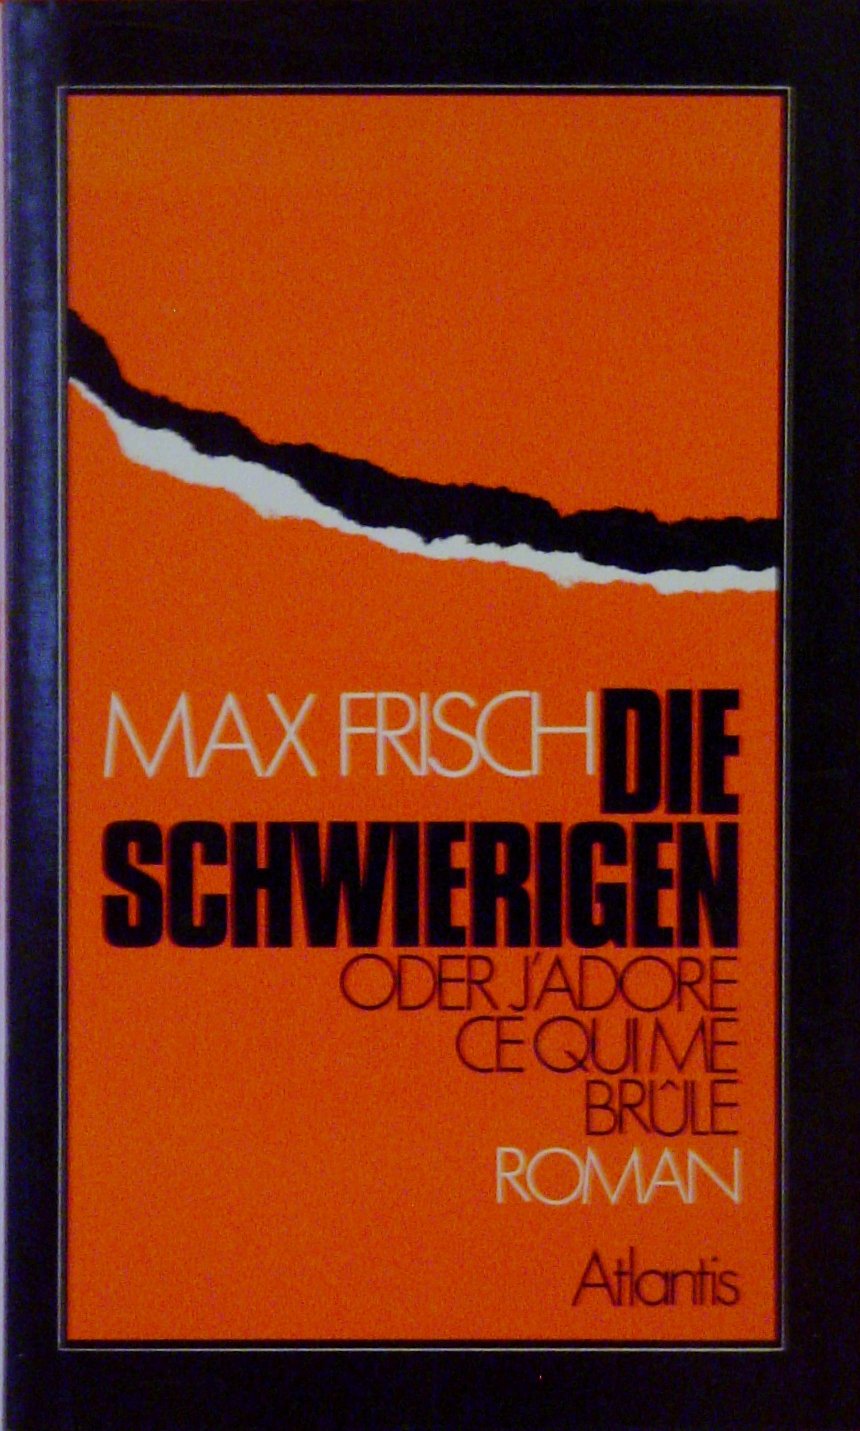 MAX FRISCH DIE
SCHWIERIGEN
ODER J'ADORE
CE QUI ME
BRÛLE
ROMAN
Atlantis